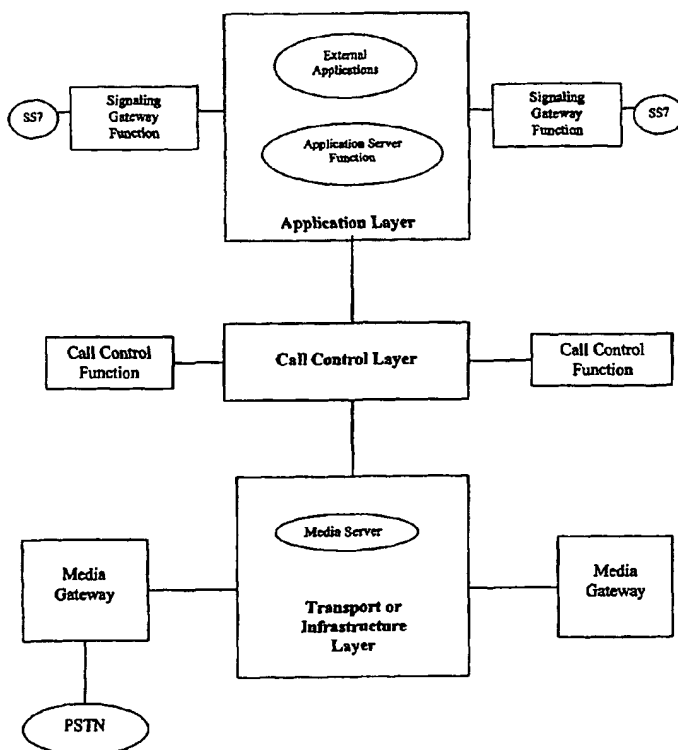 External
Applications
SS7
Signaling
Gateway
Function
Signaling
Gateway
Function
SS7
Application Server
Function
Application Layer
Call Control
Function
Call Control Layer
Call Control
Function
Media Server
Media
Gateway
Media
Gateway
Transport or
Infrastructure
Layer
PSTN